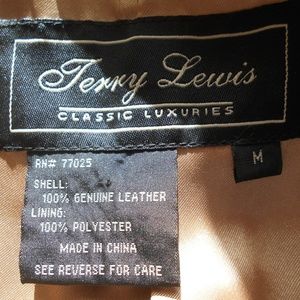 Terry Lewis
CLASSIC LUXURIES
M
RN# 77025
SHELL:
100% GENUINE LEATHER
LINING:
100% POLYESTER
MADE IN CHINA
SEE REVERSE FOR CARE